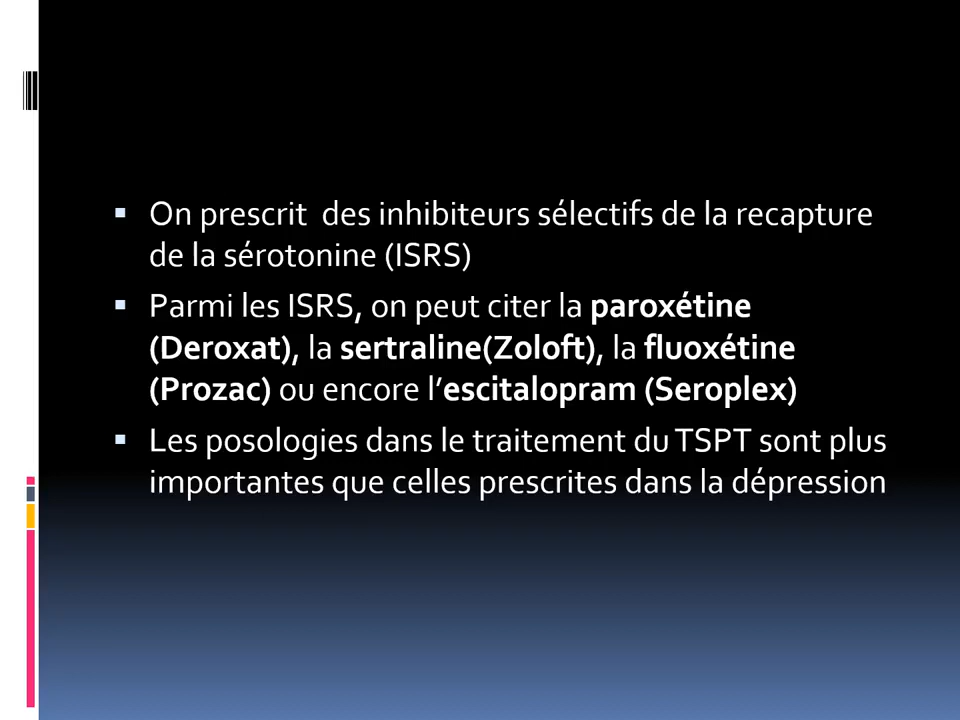 On prescrit  des inhibiteurs sélectifs de la recapture
de la sérotonine (ISRS)
Parmi les ISRS, on peut citer la paroxétine
(Deroxat), la sertraline(Zoloft), la fluoxétine
(Prozac) ou encore l’escitalopram (Seroplex)
Les posologies dans le traitement du TSPT sont plus
importantes que celles prescrites dans la dépression